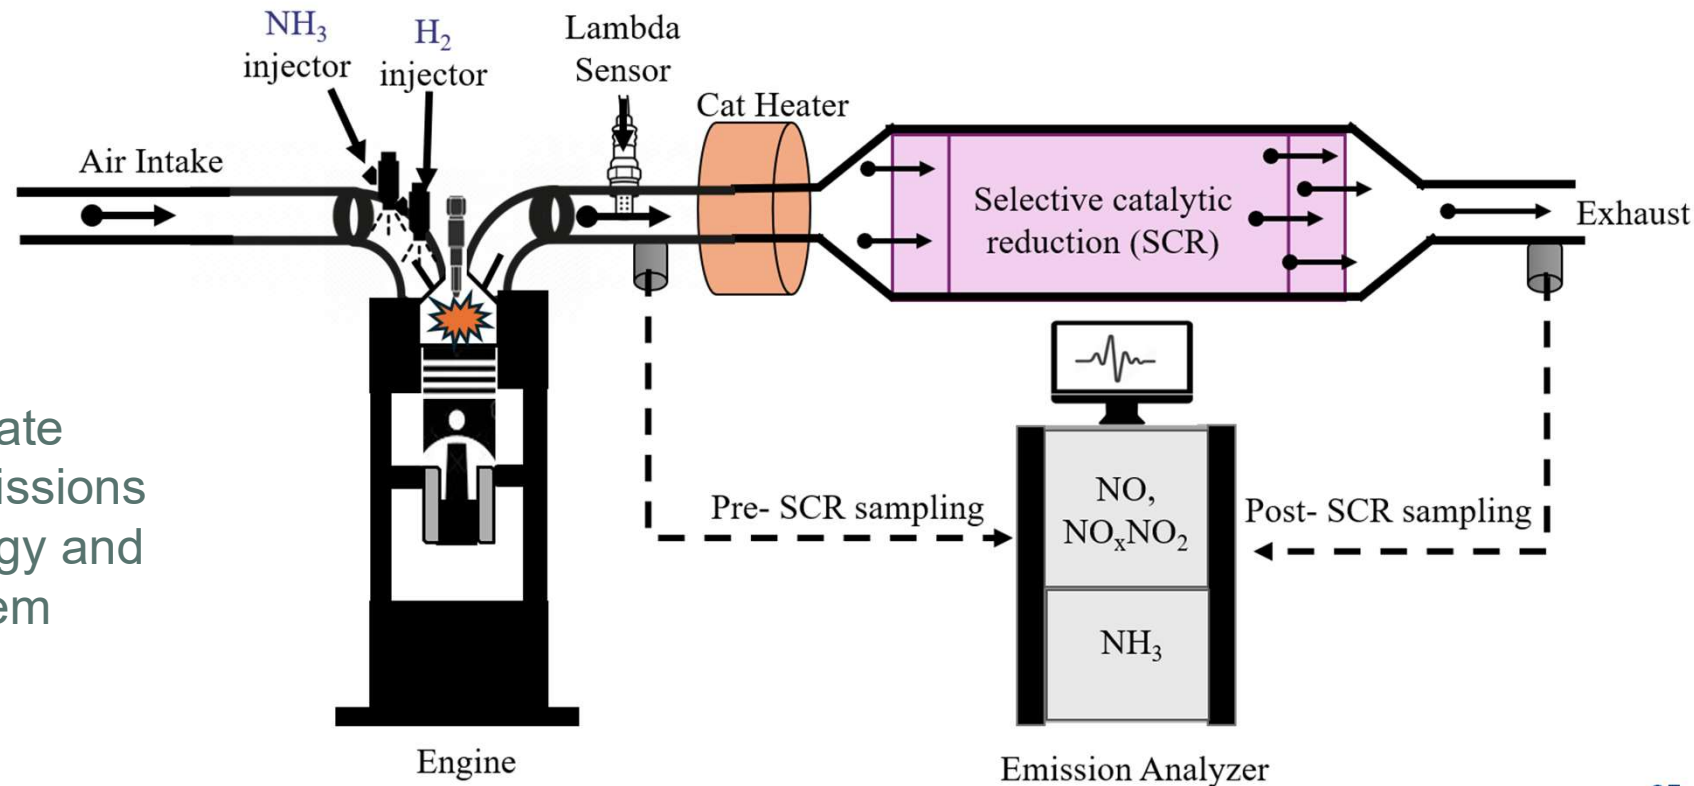 NH₃
injector
H₂
injector
Lambda
Sensor
Cat Heater
Air Intake
Selective catalytic
reduction (SCR)
Exhaust
ate
issions
gy and
em
Pre- SCR sampling
NO,
NOₓNO₂
Post- SCR sampling
NH₃
Engine
Emission Analyzer